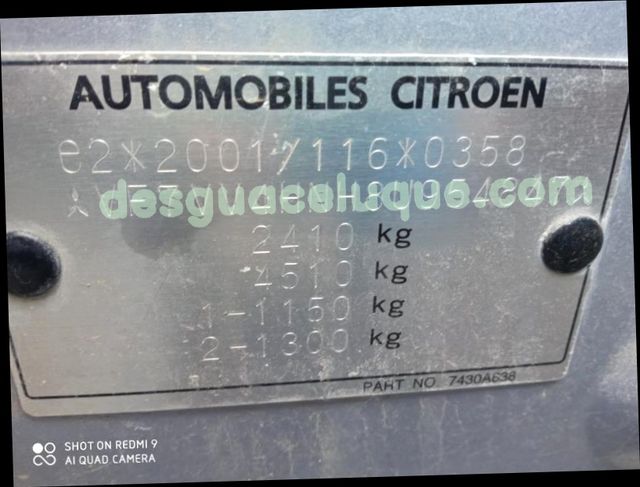 AUTOMOBILES CITROEN
e2*2001/116*0358
desguaceluque.com
2410 kg
4510 kg
1-1150 kg
2-1300 kg
PART NO. 7430A638
SHOT ON REDMI 9
AI QUAD CAMERA